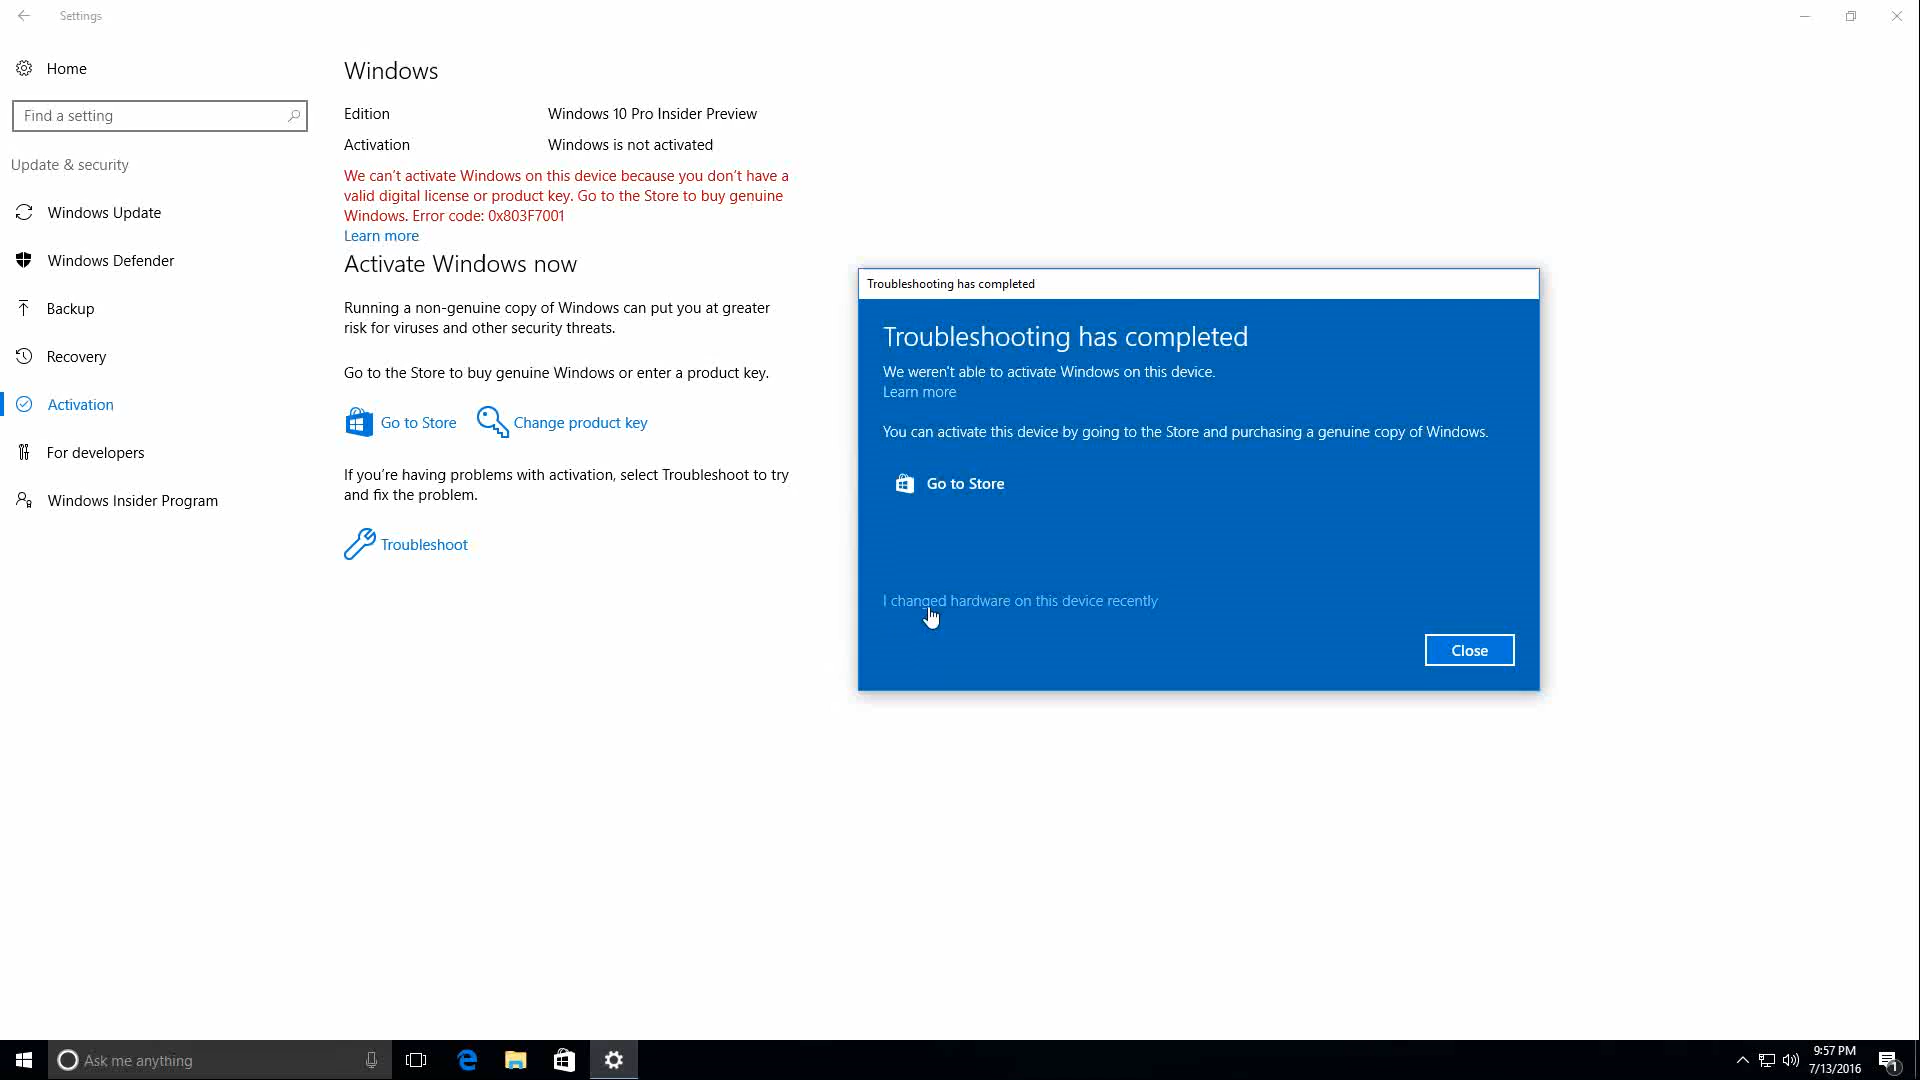 Settings
Home
Find a setting
Update & security
Windows Update
Windows Defender
Backup
Recovery
Activation
For developers
Windows Insider Program
Windows
Edition Windows 10 Pro Insider Preview
Activation Windows is not activated
We can't activate Windows on this device because you don't have a
valid digital license or product key. Go to the Store to buy genuine
Windows. Error code: 0x803F7001
Learn more
Activate Windows now
Running a non-genuine copy of Windows can put you at greater
risk for viruses and other security threats.
Go to the Store to buy genuine Windows or enter a product key.
Go to Store Change product key
If you're having problems with activation, select Troubleshoot to try
and fix the problem.
Troubleshoot
Troubleshooting has completed
Troubleshooting has completed
We weren't able to activate Windows on this device.
Learn more
You can activate this device by going to the Store and purchasing a genuine copy of Windows.
Go to Store
I changed hardware on this device recently
Close
Ask me anything
9:57 PM
7/13/2016
1